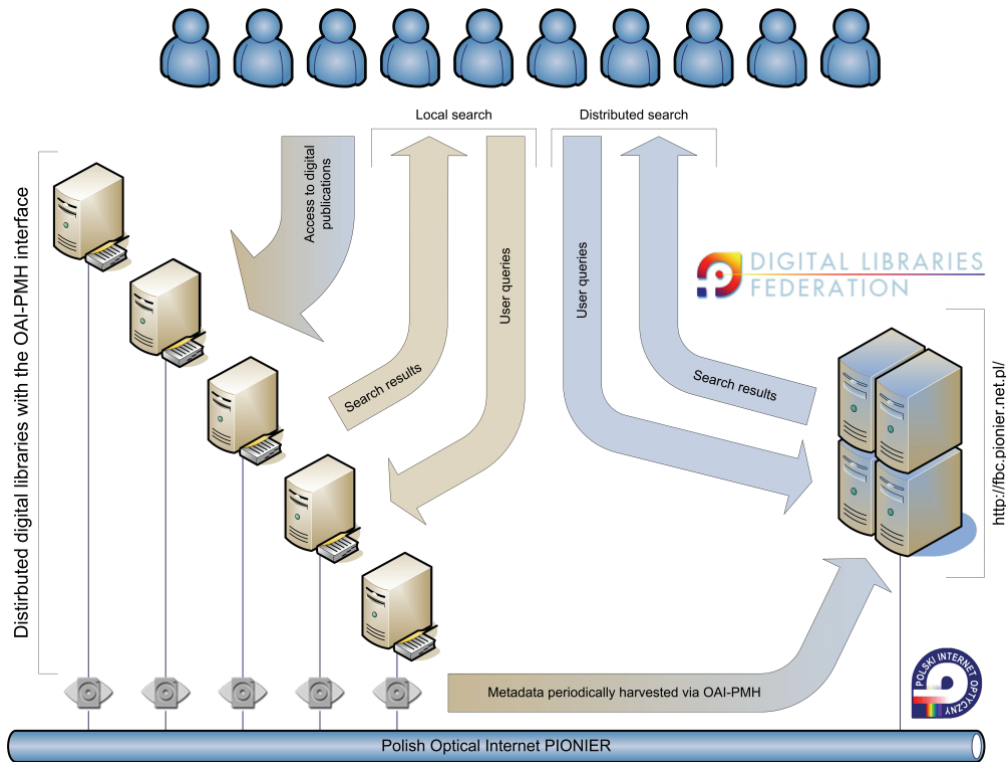 Local search
Distributed search
Access to digital
publications
User queries
User queries
Search results
Search results
DIGITAL LIBRARIES
FEDERATION
Distirbuted digital libraries with the OAI-PMH interface
http://fbc.pionier.net.pl/
Metadata periodically harvested via OAI-PMH
POLSKI INTERNET OPTYCZNY
Polish Optical Internet PIONIER